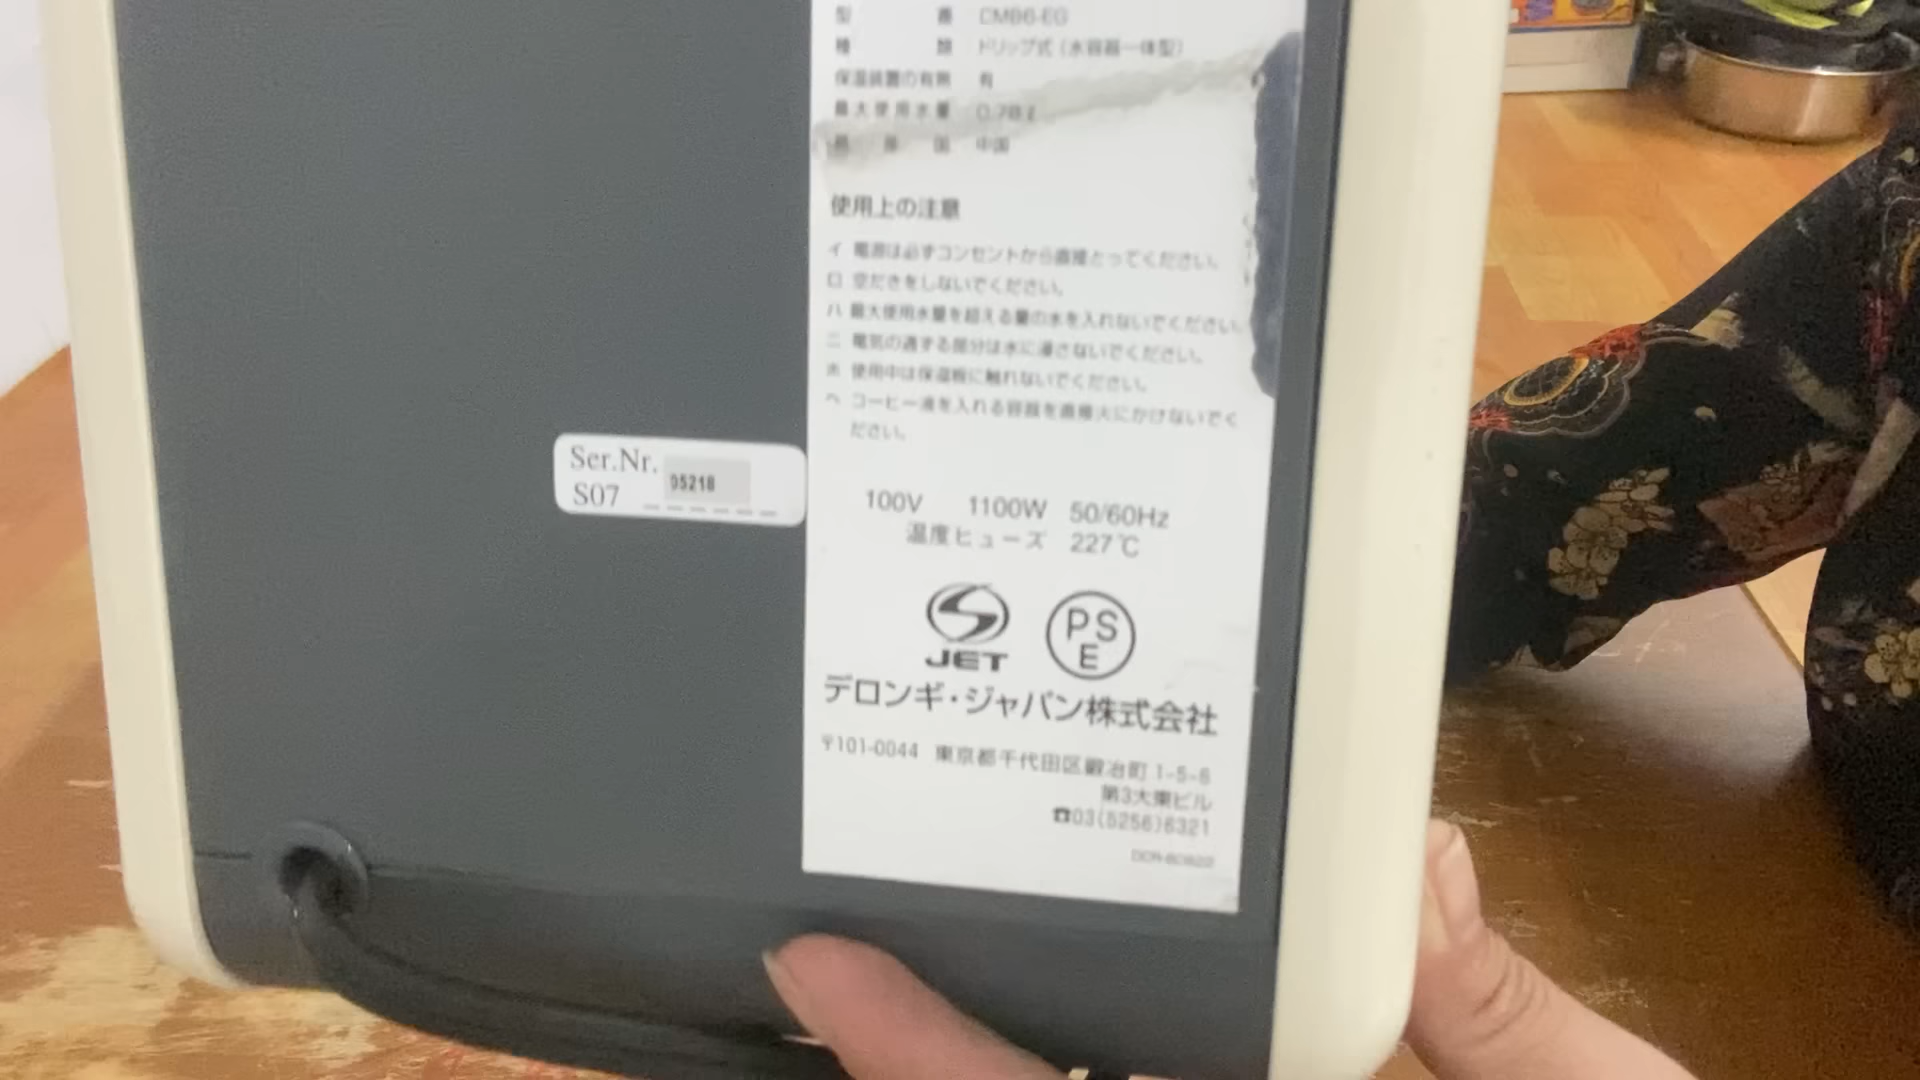 型番 CMB6-EG
種類 ドリップ式(水容器一体型)
保温装置の有無 有
最大使用水量 0.78ℓ
原産国 中国
使用上の注意
イ 電源は必ずコンセントから直接とってください。
ロ 空だきをしないでください。
ハ 最大使用水量を超える量の水を入れないでください。
ニ 電気の通ずる部分は水に浸さないでください。
ホ 使用中は保温板に触れないでください。
ヘ コーヒー液を入れる容器を直接火にかけないでく
ださい。
Ser.Nr.
S07 05218
100V 1100W 50/60Hz
温度ヒューズ 227℃
JET
PS
E
デロンギ・ジャパン株式会社
〒101-0044 東京都千代田区鍛冶町 1-5-6
第3大東ビル
☎03(5256)6321